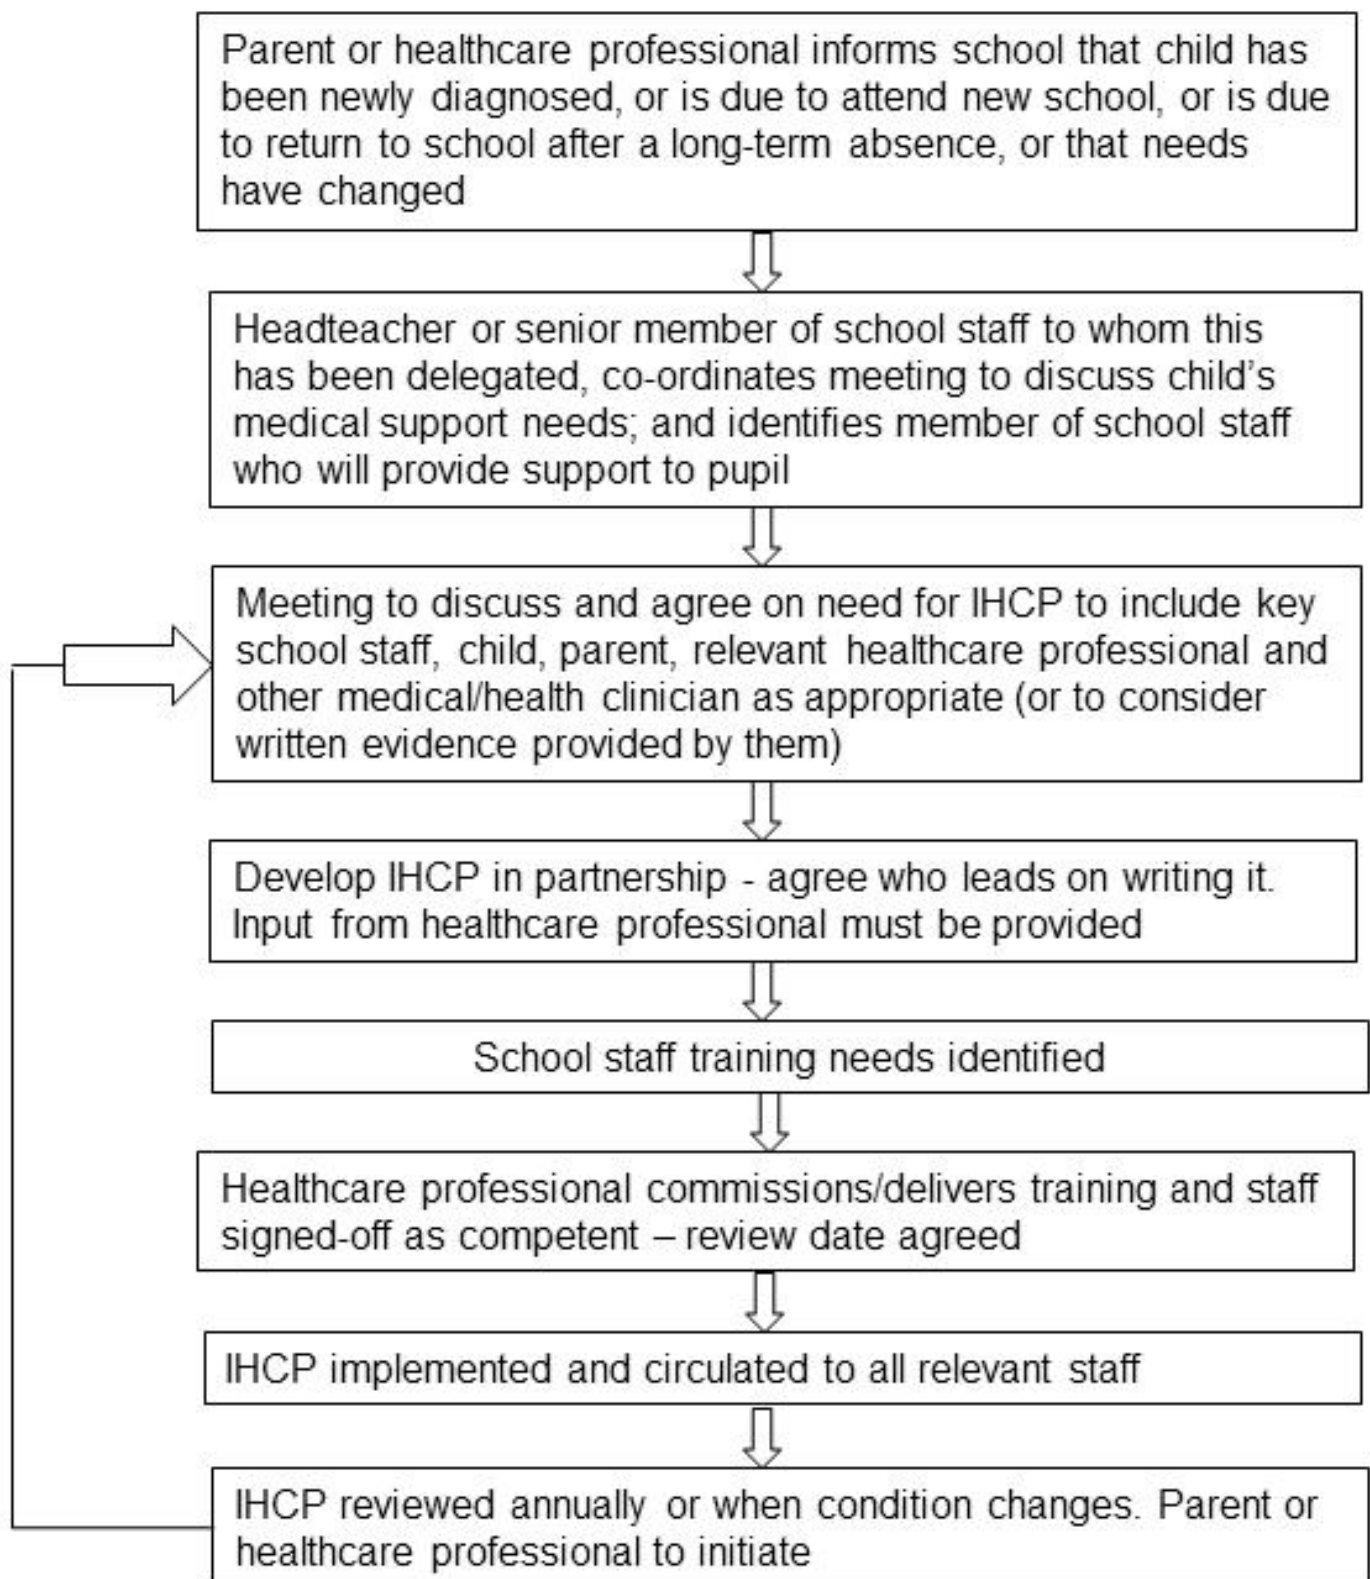 Parent or healthcare professional informs school that child has
been newly diagnosed, or is due to attend new school, or is due
to return to school after a long-term absence, or that needs
have changed
Headteacher or senior member of school staff to whom this
has been delegated, co-ordinates meeting to discuss child’s
medical support needs; and identifies member of school staff
who will provide support to pupil
Meeting to discuss and agree on need for IHCP to include key
school staff, child, parent, relevant healthcare professional and
other medical/health clinician as appropriate (or to consider
written evidence provided by them)
Develop IHCP in partnership - agree who leads on writing it.
Input from healthcare professional must be provided
School staff training needs identified
Healthcare professional commissions/delivers training and staff
signed-off as competent – review date agreed
IHCP implemented and circulated to all relevant staff
IHCP reviewed annually or when condition changes. Parent or
healthcare professional to initiate